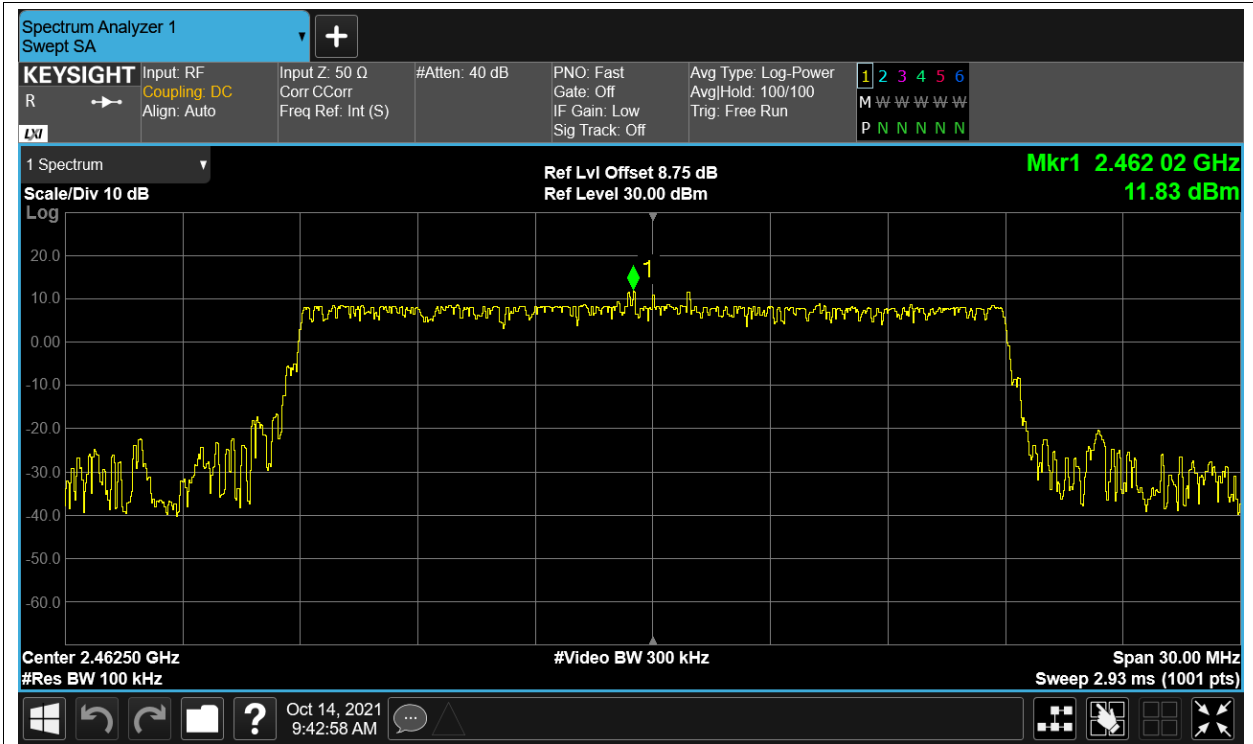 Spectrum Analyzer 1
Swept SA
KEYSIGHT
R
LXI
Input: RF
Coupling: DC
Align: Auto
Input Z: 50 Ω
Corr CCorr
Freq Ref: Int (S)
#Atten: 40 dB
PNO: Fast
Gate: Off
IF Gain: Low
Sig Track: Off
Avg Type: Log-Power
Avg|Hold: 100/100
Trig: Free Run
1 2 3 4 5 6
M W W W W W
P N N N N N
1 Spectrum
Scale/Div 10 dB
Log
Ref Lvl Offset 8.75 dB
Ref Level 30.00 dBm
Mkr1 2.462 02 GHz
11.83 dBm
1
20.0
10.0
0.00
-10.0
-20.0
-30.0
-40.0
-50.0
-60.0
Center 2.46250 GHz
#Res BW 100 kHz
#Video BW 300 kHz
Span 30.00 MHz
Sweep 2.93 ms (1001 pts)
?
Oct 14, 2021
9:42:58 AM